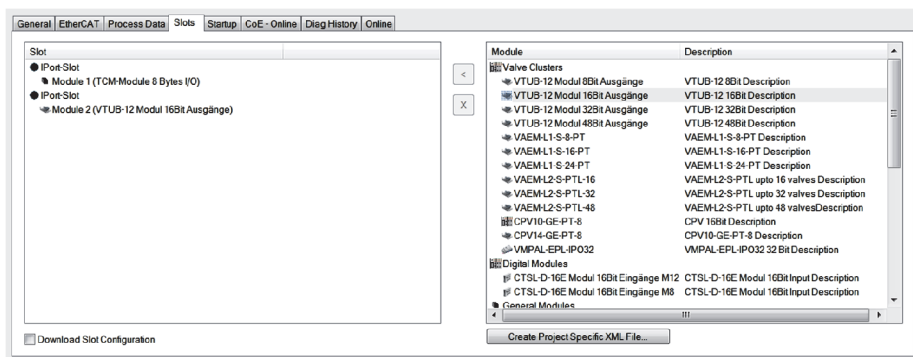 General EtherCAT Process Data Slots Startup CoE - Online Diag History Online
Slot
IPort-Slot
Module 1 (TCM-Module 8 Bytes I/O)
IPort-Slot
Module 2 (VTUB-12 Modul 16Bit Ausgänge)
<
X
Module Description
Valve Clusters
VTUB-12 Modul 8Bit Ausgänge VTUB-12 8Bit Description
VTUB-12 Modul 16Bit Ausgänge VTUB-12 16Bit Description
VTUB-12 Modul 32Bit Ausgänge VTUB-12 32Bit Description
VTUB-12 Modul 48Bit Ausgänge VTUB-12 48Bit Description
VAEM-L1-S-8-PT VAEM-L1-S-8-PT Description
VAEM-L1-S-16-PT VAEM-L1-S-16-PT Description
VAEM-L1-S-24-PT VAEM-L1-S-24-PT Description
VAEM-L2-S-PTL-16 VAEM-L2-S-PTL upto 16 valves Description
VAEM-L2-S-PTL-32 VAEM-L2-S-PTL upto 32 valves Description
VAEM-L2-S-PTL-48 VAEM-L2-S-PTL upto 48 valvesDescription
CPV10-GE-PT-8 CPV 16Bit Description
CPV14-GE-PT-8 CPV10-GE-PT-8 Description
VMPAL-EPL-IPO32 VMPAL-EPL-IPO32 32 Bit Description
Digital Modules
CTSL-D-16E Modul 16Bit Eingänge M12 CTSL-D-16E Modul 16Bit Input Description
CTSL-D-16E Modul 16Bit Eingänge M8 CTSL-D-16E Modul 16Bit Input Description
General Modules
Download Slot Configuration
Create Project Specific XML File...